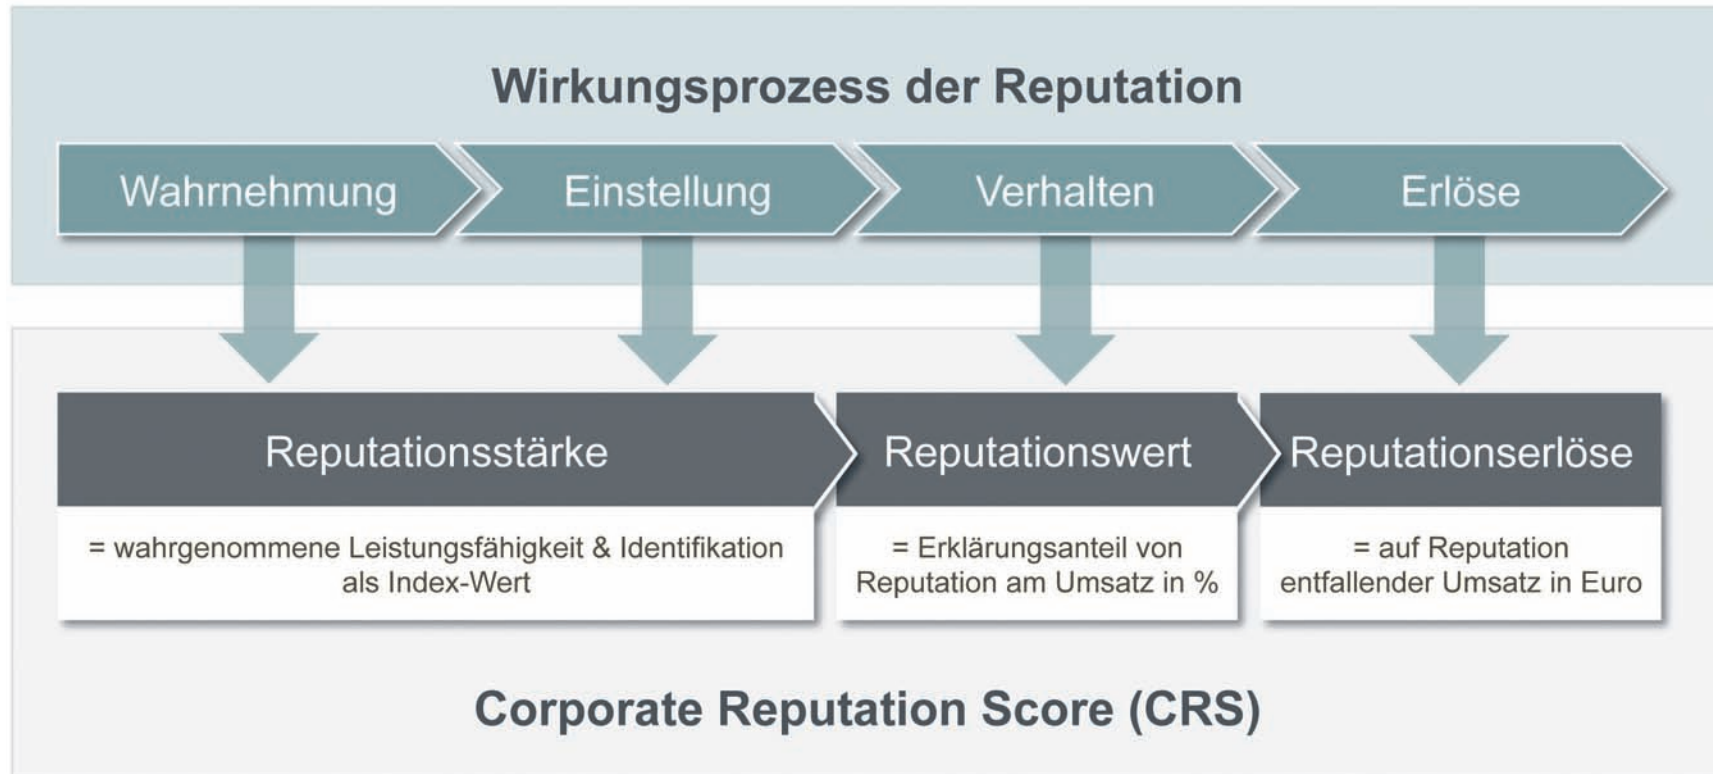 Wirkungsprozess der Reputation
Wahrnehmung
Einstellung
Verhalten
Erlöse
Reputationsstärke
= wahrgenommene Leistungsfähigkeit & Identifikation
als Index-Wert
Reputationswert
= Erklärungsanteil von
Reputation am Umsatz in %
Reputationserlöse
= auf Reputation
entfallender Umsatz in Euro
Corporate Reputation Score (CRS)